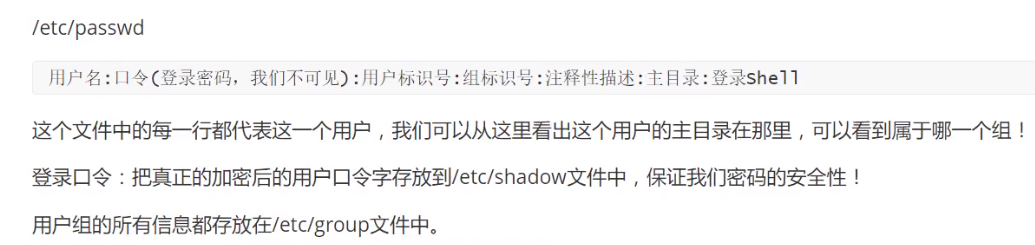 /etc/passwd
用户名:口令(登录密码，我们不可见):用户标识号:组标识号:注释性描述:主目录:登录Shell
这个文件中的每一行都代表这一个用户，我们可以从这里看出这个用户的主目录在那里，可以看到属于哪一个组！
登录口令：把真正的加密后的用户口令字存放到/etc/shadow文件中，保证我们密码的安全性！
用户组的所有信息都存放在/etc/group文件中。